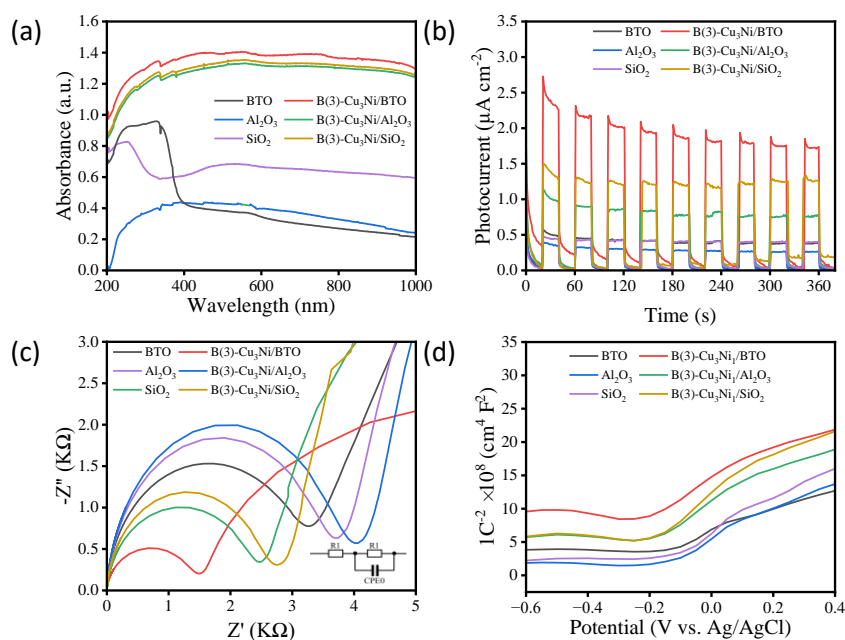 (a)
1.6
1.4
1.2
1.0
0.8
0.6
0.4
0.2
0.0
Absorbance (a.u.)
BTO
Al₂O₃
SiO₂
B(3)-Cu₃Ni/BTO
B(3)-Cu₃Ni/Al₂O₃
B(3)-Cu₃Ni/SiO₂
200 400 600 800 1000
Wavelength (nm)
(b)
3.5
3.0
2.5
2.0
1.5
1.0
0.5
0.0
Photocurrent (μA cm⁻²)
BTO
Al₂O₃
SiO₂
B(3)-Cu₃Ni/BTO
B(3)-Cu₃Ni/Al₂O₃
B(3)-Cu₃Ni/SiO₂
0 60 120 180 240 300 360
Time (s)
(c)
3.0
2.5
2.0
1.5
1.0
0.5
0.0
-Z" (KΩ)
BTO
Al₂O₃
SiO₂
B(3)-Cu₃Ni/BTO
B(3)-Cu₃Ni/Al₂O₃
B(3)-Cu₃Ni/SiO₂
R1 R1
CPE0
0 1 2 3 4 5
Z' (KΩ)
(d)
35
30
25
20
15
10
5
0
1C⁻² ×10⁸ (cm⁴ F²)
BTO
Al₂O₃
SiO₂
B(3)-Cu₃Ni₁/BTO
B(3)-Cu₃Ni₁/Al₂O₃
B(3)-Cu₃Ni₁/SiO₂
−0.6 −0.4 −0.2 0.0 0.2 0.4
Potential (V vs. Ag/AgCl)